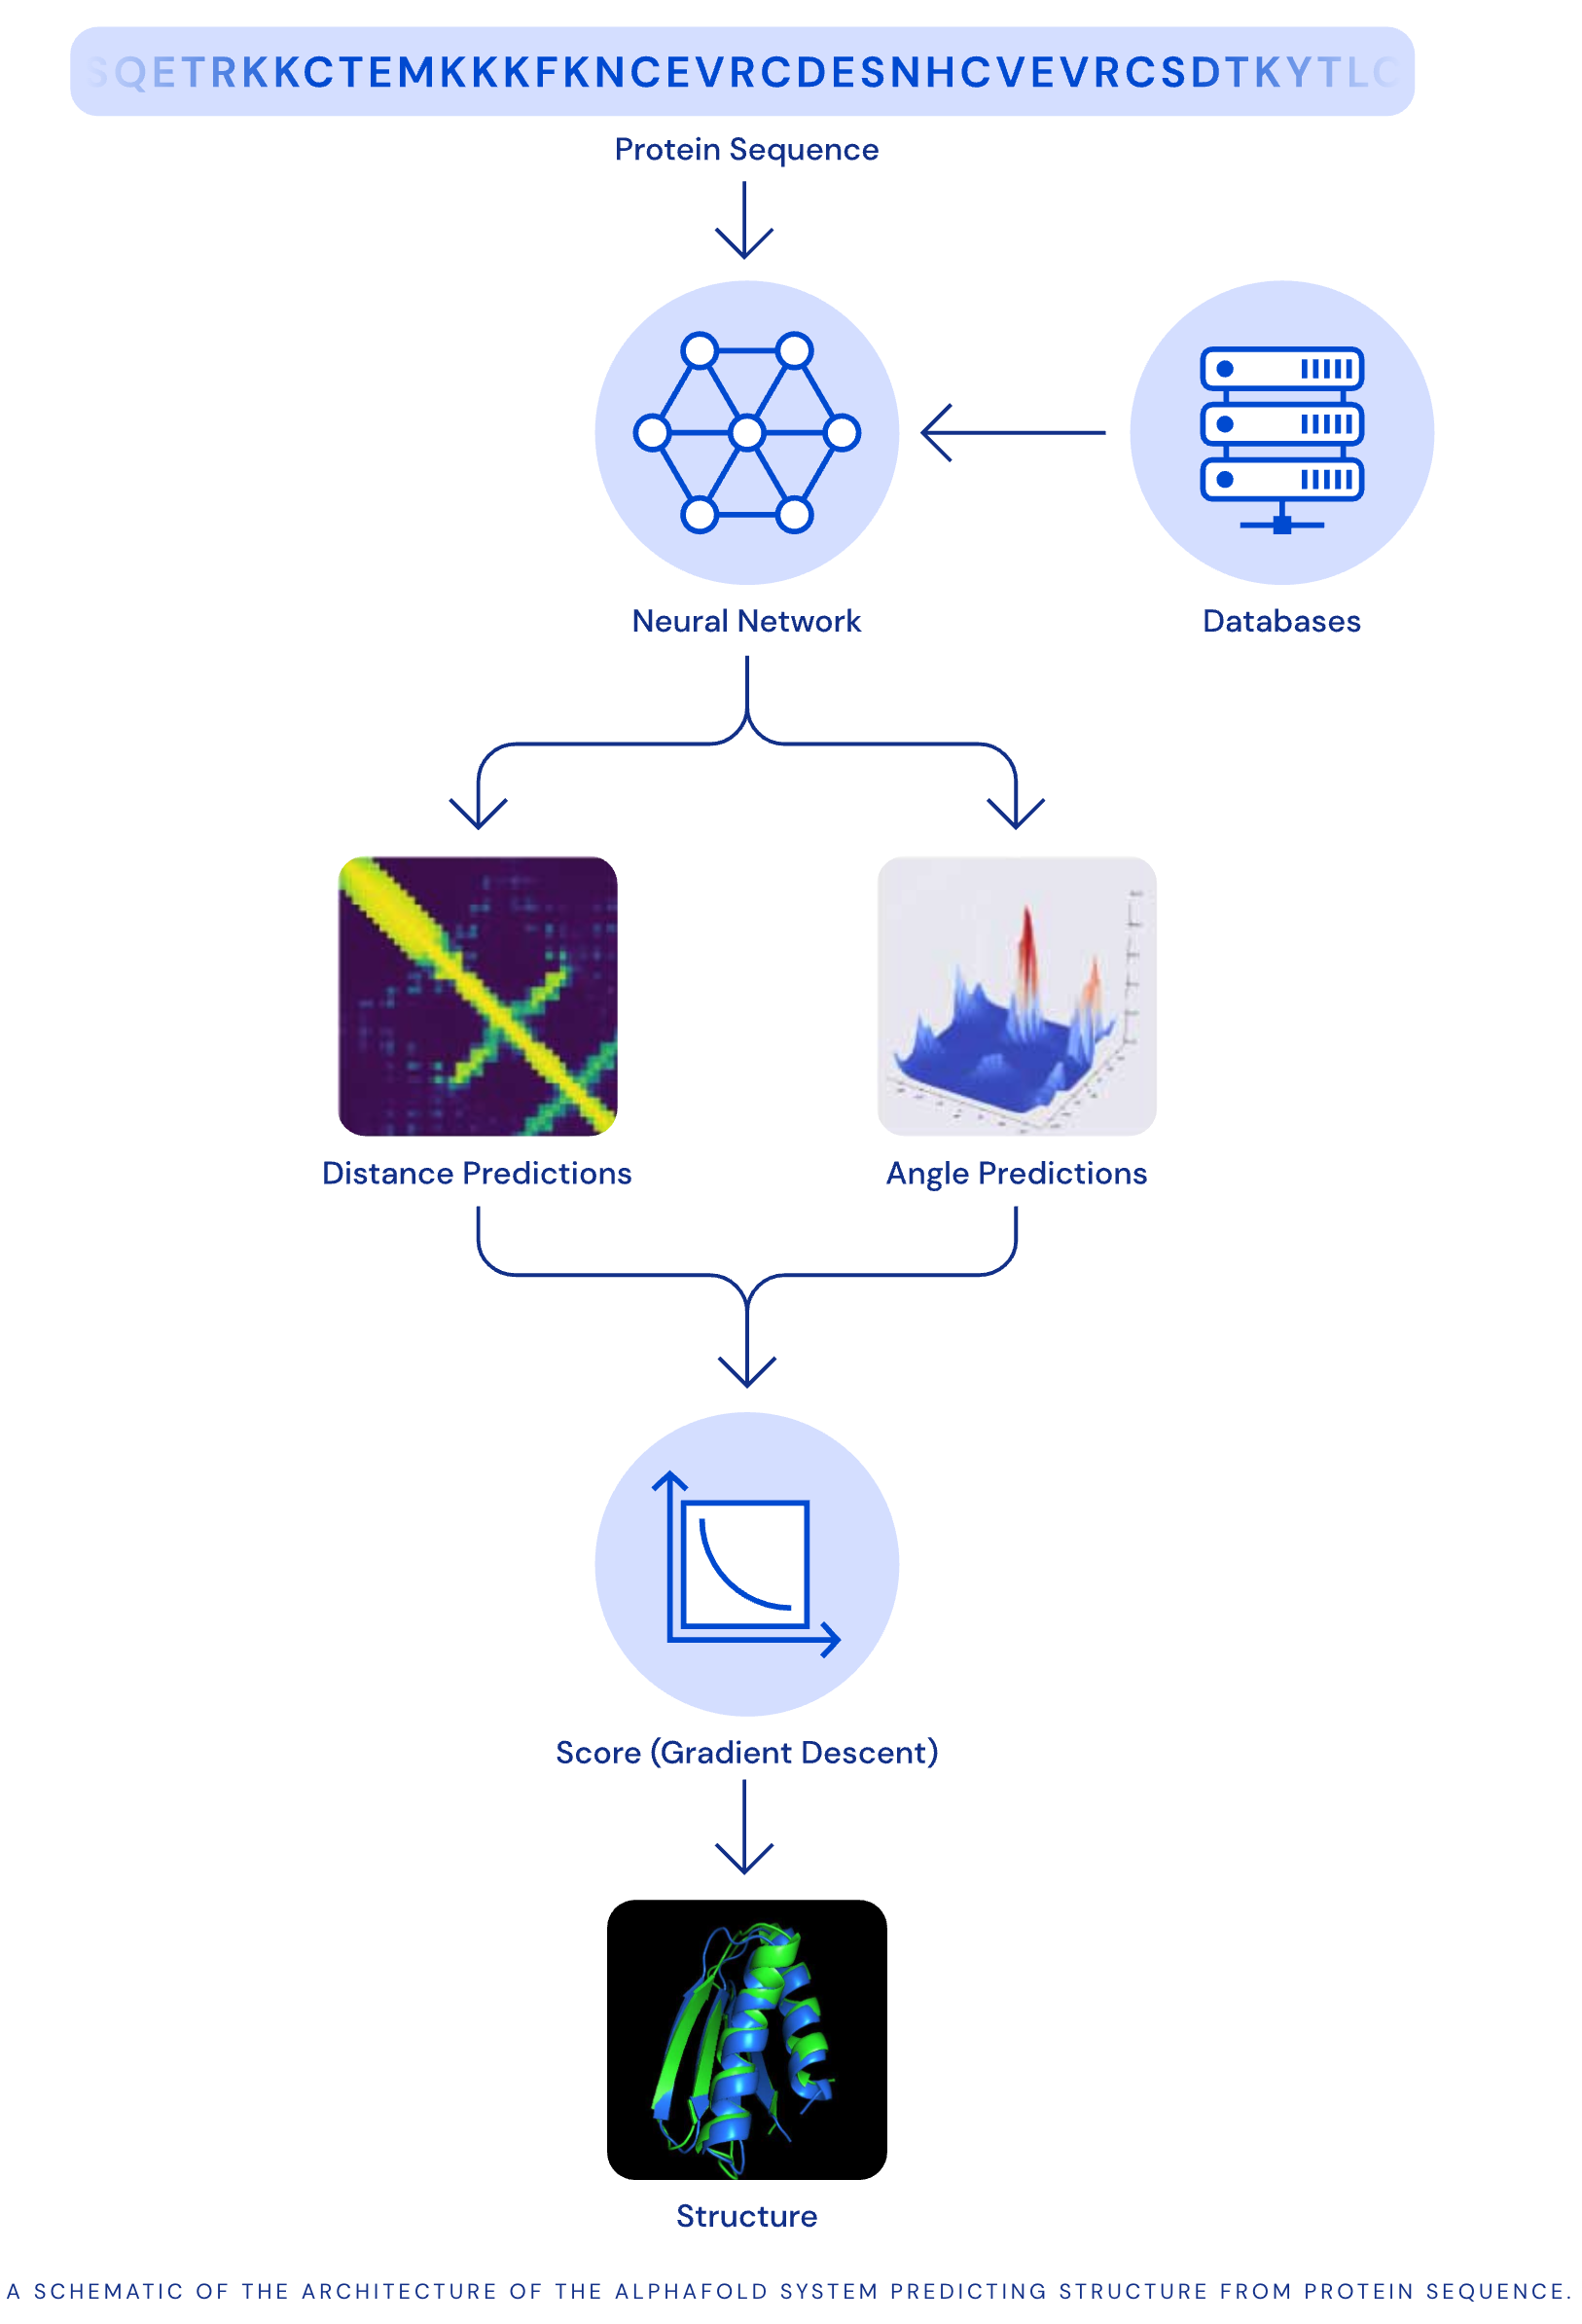 SQETRKKCTEMKKKFKNCEVRCDESNHCVEVRCSDTKYTLC
Protein Sequence
Neural Network
Databases
Distance Predictions
Angle Predictions
Score (Gradient Descent)
Structure
A SCHEMATIC OF THE ARCHITECTURE OF THE ALPHAFOLD SYSTEM PREDICTING STRUCTURE FROM PROTEIN SEQUENCE.